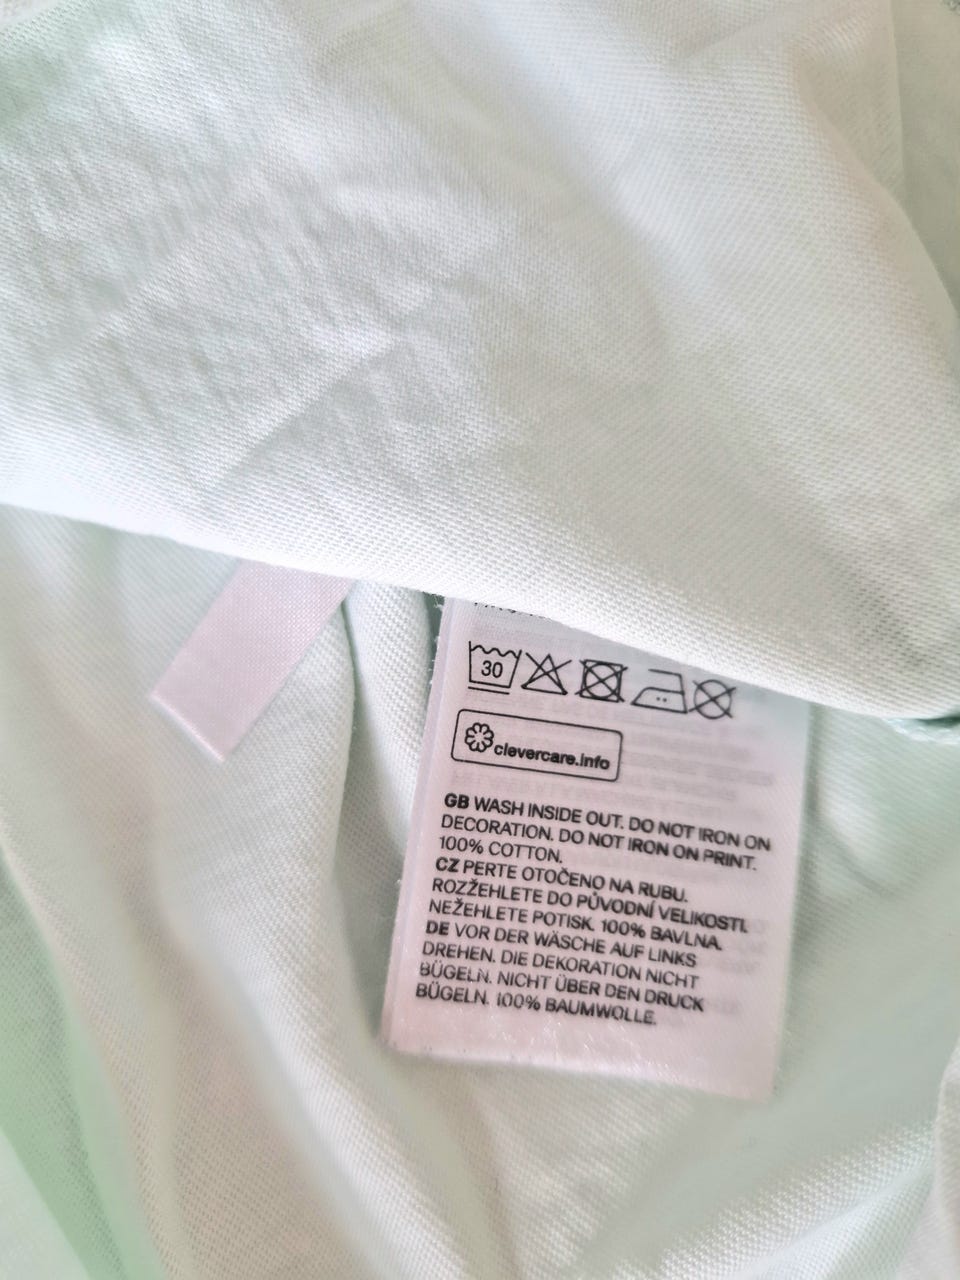 30
clevercare.info
GB WASH INSIDE OUT. DO NOT IRON ON
DECORATION. DO NOT IRON ON PRINT.
100% COTTON.
CZ PERTE OTOČENO NA RUBU.
ROZŽEHLETE DO PŮVODNÍ VELIKOSTI.
NEŽEHLETE POTISK. 100% BAVLNA.
DE VOR DER WÄSCHE AUF LINKS
DREHEN. DIE DEKORATION NICHT
BÜGELN. NICHT ÜBER DEN DRUCK
BÜGELN. 100% BAUMWOLLE.